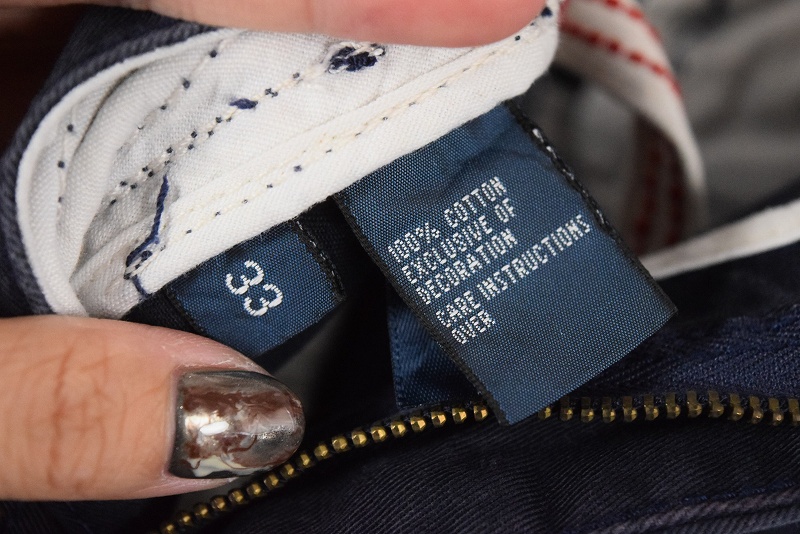 33
100% COTTON
EXCLUSIVE OF
DECORATION
CARE INSTRUCTIONS
OVER